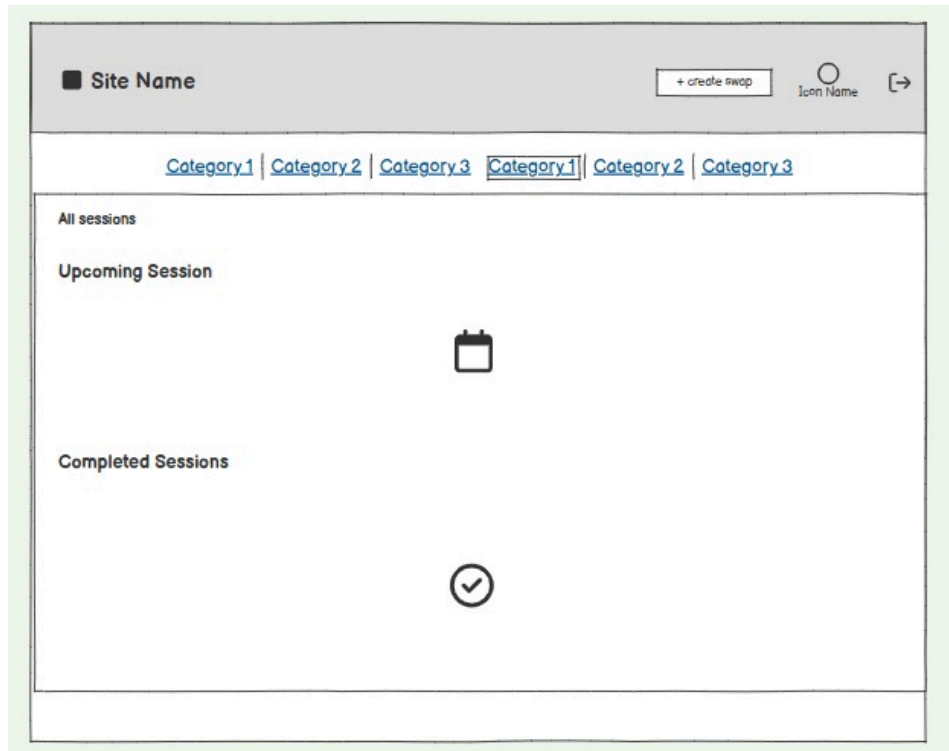 Site Name
+ create swap
Icon Name
Category 1 | Category 2 | Category 3 Category 1 | Category 2 | Category 3
All sessions
Upcoming Session
Completed Sessions